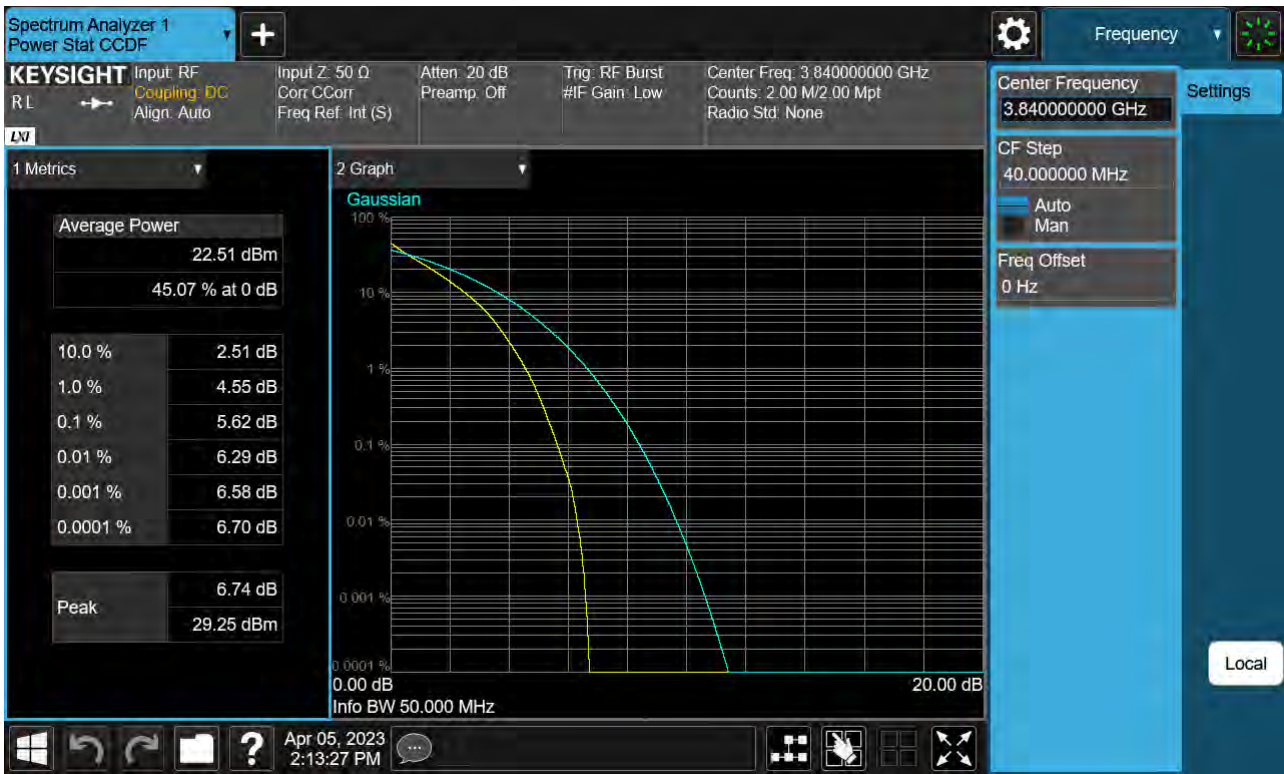 Spectrum Analyzer 1
Power Stat CCDF
Frequency
KEYSIGHT
R L
LXI
Input: RF
Coupling: DC
Align: Auto
Input Z: 50 Ω
Corr CCorr
Freq Ref: Int (S)
Atten: 20 dB
Preamp: Off
Trig: RF Burst
#IF Gain: Low
Center Freq: 3.840000000 GHz
Counts: 2.00 M/2.00 Mpt
Radio Std: None
Center Frequency
3.840000000 GHz
Settings
CF Step
40.000000 MHz
Auto
Man
Freq Offset
0 Hz
1 Metrics
Average Power
22.51 dBm
45.07 % at 0 dB
10.0 % 2.51 dB
1.0 % 4.55 dB
0.1 % 5.62 dB
0.01 % 6.29 dB
0.001 % 6.58 dB
0.0001 % 6.70 dB
Peak 6.74 dB
29.25 dBm
2 Graph
Gaussian
100 %
10 %
1 %
0.1 %
0.01 %
0.001 %
0.0001 %
0.00 dB 20.00 dB
Info BW 50.000 MHz
Local
?
Apr 05, 2023
2:13:27 PM